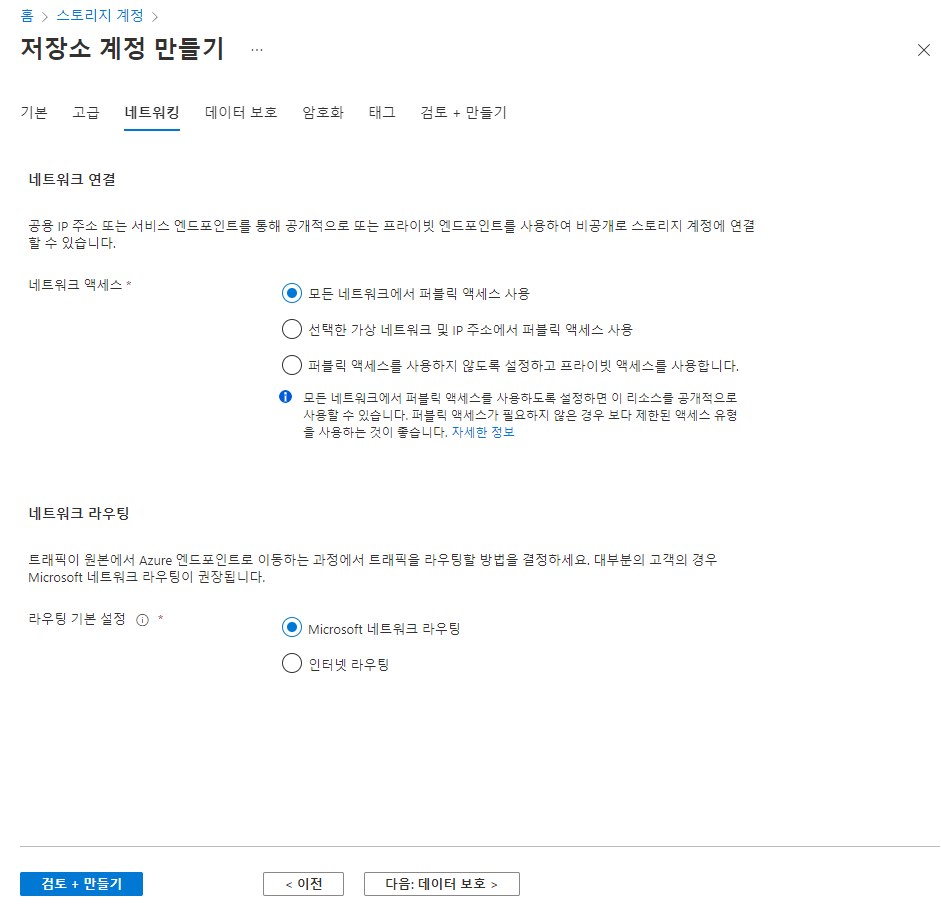 홈 > 스토리지 계정 >
저장소 계정 만들기 ...
기본 고급 네트워킹 데이터 보호 암호화 태그 검토 + 만들기
네트워크 연결
공용 IP 주소 또는 서비스 엔드포인트를 통해 공개적으로 또는 프라이빗 엔드포인트를 사용하여 비공개로 스토리지 계정에 연결
할 수 있습니다.
네트워크 액세스 *
모든 네트워크에서 퍼블릭 액세스 사용
선택한 가상 네트워크 및 IP 주소에서 퍼블릭 액세스 사용
퍼블릭 액세스를 사용하지 않도록 설정하고 프라이빗 액세스를 사용합니다.
모든 네트워크에서 퍼블릭 액세스를 사용하도록 설정하면 이 리소스를 공개적으로
사용할 수 있습니다. 퍼블릭 액세스가 필요하지 않은 경우 보다 제한된 액세스 유형
을 사용하는 것이 좋습니다. 자세한 정보
네트워크 라우팅
트래픽이 원본에서 Azure 엔드포인트로 이동하는 과정에서 트래픽을 라우팅할 방법을 결정하세요. 대부분의 고객의 경우
Microsoft 네트워크 라우팅이 권장됩니다.
라우팅 기본 설정 *
Microsoft 네트워크 라우팅
인터넷 라우팅
검토 + 만들기 < 이전 다음: 데이터 보호 >